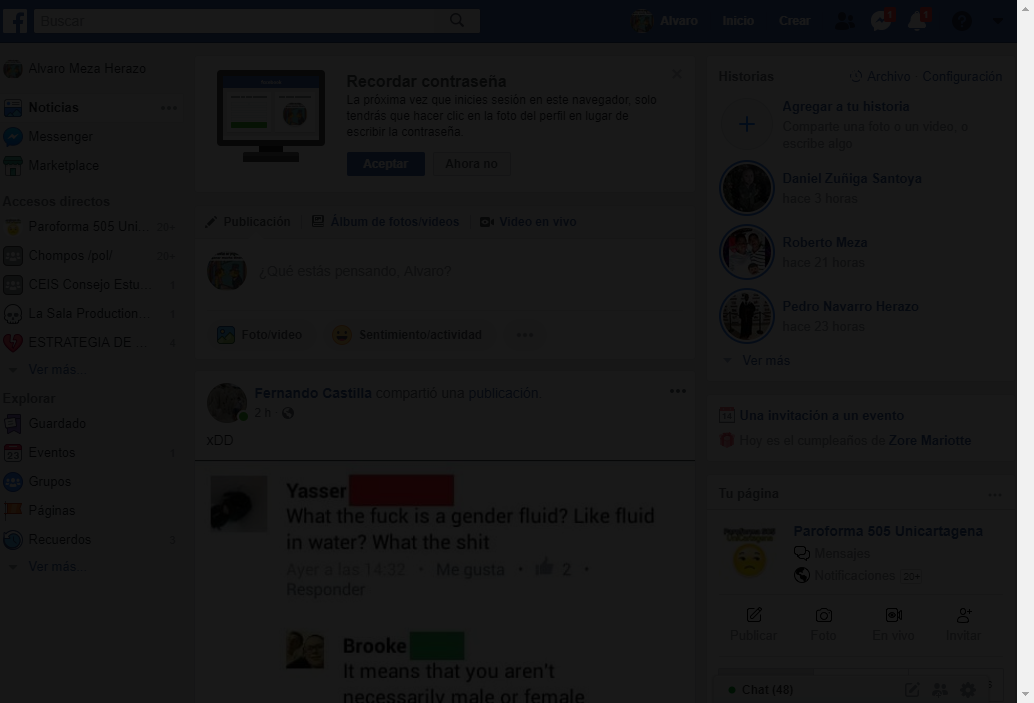 Buscar
Alvaro
Inicio
Crear
1
1
Alvaro Meza Herazo
Noticias
Messenger
Marketplace
Accesos directos
Paroforma 505 Uni... 20+
Chompos /pol/ 20+
CEIS Consejo Estu...
La Sala Production... 1
ESTRATEGIA DE ... 4
Ver más...
Explorar
Guardado
Eventos
Grupos
Páginas
Recuerdos
Ver más...
Recordar contraseña
La próxima vez que inicies sesión en este navegador, solo
tendrás que hacer clic en la foto del perfil en lugar de
escribir la contraseña.
Aceptar
Ahora no
Publicación
Álbum de fotos/videos
Video en vivo
¿Qué estás pensando, Alvaro?
Foto/video
Sentimiento/actividad
Fernando Castilla compartió una publicación.
2 h
xDD
Yasser
What the fuck is a gender fluid? Like fluid
in water? What the shit
Ayer a las 14:32 · Me gusta · 2 ·
Responder
Brooke
It means that you aren't
necessarily male or female
Historias
Archivo · Configuración
Agregar a tu historia
Comparte una foto o un video, o
escribe algo
Daniel Zuñiga Santoya
hace 3 horas
Roberto Meza
hace 21 horas
Pedro Navarro Herazo
hace 23 horas
Ver más
Una invitación a un evento
Hoy es el cumpleaños de Zore Mariotte
Tu página
Paroforma 505 Unicartagena
Mensajes
Notificaciones 20+
Publicar
Foto
En vivo
Invitar
Chat (48)